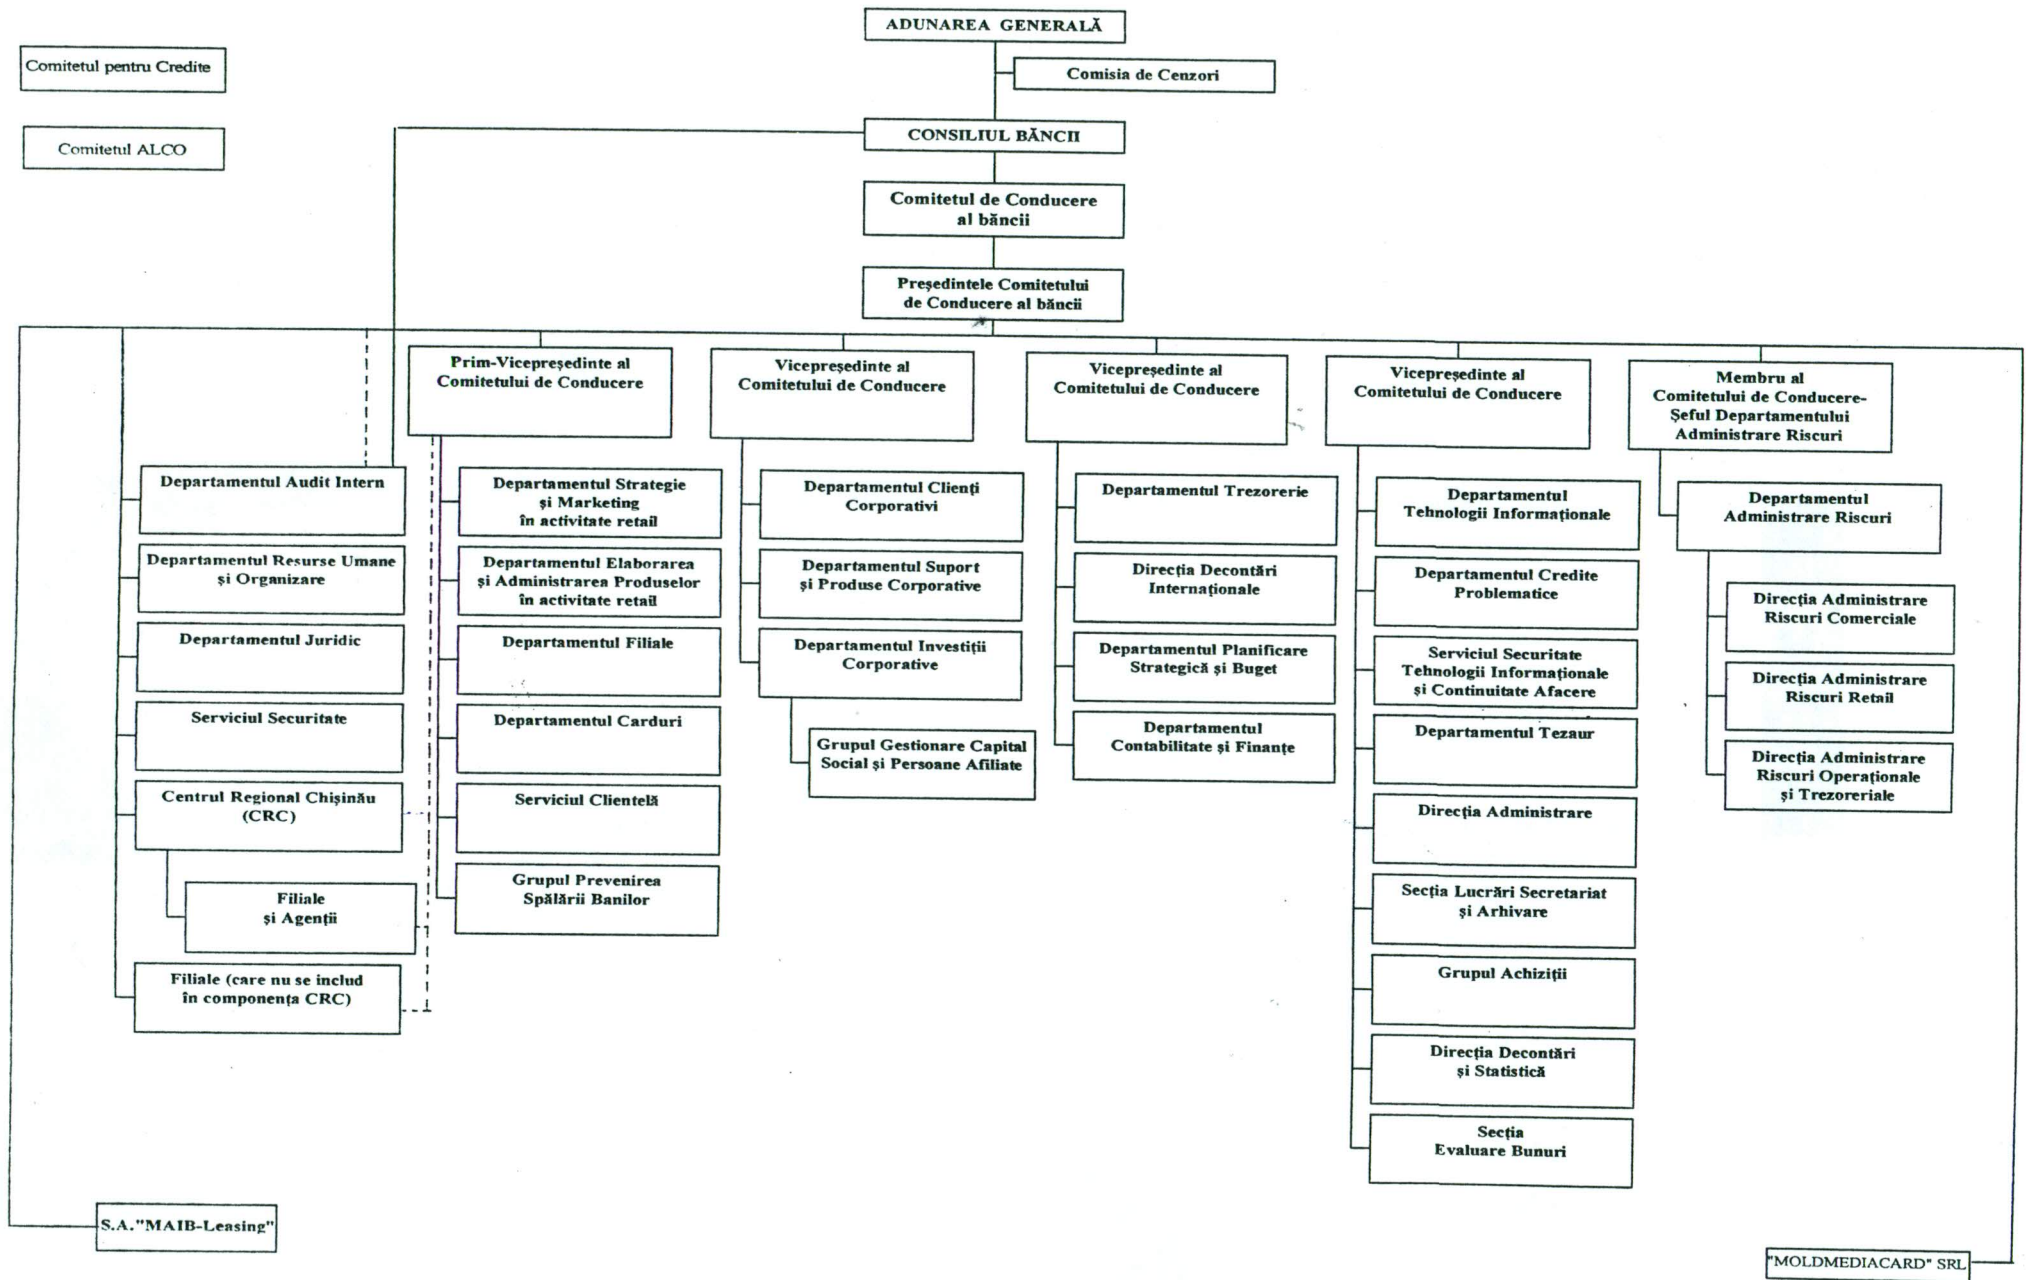 ADUNAREA GENERALĂ
Comitetul pentru Credite
Comisia de Cenzori
CONSILIUL BĂNCII
Comitetul ALCO
Comitetul de Conducere
al băncii
Președintele Comitetului
de Conducere al băncii
Prim-Vicepreședinte al
Comitetului de Conducere
Vicepreședinte al
Comitetului de Conducere
Vicepreședinte al
Comitetului de Conducere
Vicepreședinte al
Comitetului de Conducere
Membru al
Comitetului de Conducere-
Șeful Departamentului
Administrare Riscuri
Departamentul Audit Intern
Departamentul Resurse Umane
și Organizare
Departamentul Juridic
Serviciul Securitate
Centrul Regional Chișinău
(CRC)
Filiale
și Agenții
Filiale (care nu se includ
în componența CRC)
Departamentul Strategie
și Marketing
în activitate retail
Departamentul Elaborarea
și Administrarea Produselor
în activitate retail
Departamentul Filiale
Departamentul Carduri
Serviciul Clientelă
Grupul Prevenirea
Spălării Banilor
Departamentul Clienți
Corporativi
Departamentul Suport
și Produse Corporative
Departamentul Investiții
Corporative
Grupul Gestionare Capital
Social și Persoane Afiliate
Departamentul Trezorerie
Direcția Decontări
Internaționale
Departamentul Planificare
Strategică și Buget
Departamentul
Contabilitate și Finanțe
Departamentul
Tehnologii Informaționale
Departamentul Credite
Problematice
Serviciul Securitate
Tehnologii Informaționale
și Continuitate Afacere
Departamentul Tezaur
Direcția Administrare
Secția Lucrări Secretariat
și Arhivare
Grupul Achiziții
Direcția Decontări
și Statistică
Secția
Evaluare Bunuri
Departamentul
Administrare Riscuri
Direcția Administrare
Riscuri Comerciale
Direcția Administrare
Riscuri Retail
Direcția Administrare
Riscuri Operaționale
și Trezoreriale
S.A."MAIB-Leasing"
"MOLDMEDIACARD" SRL